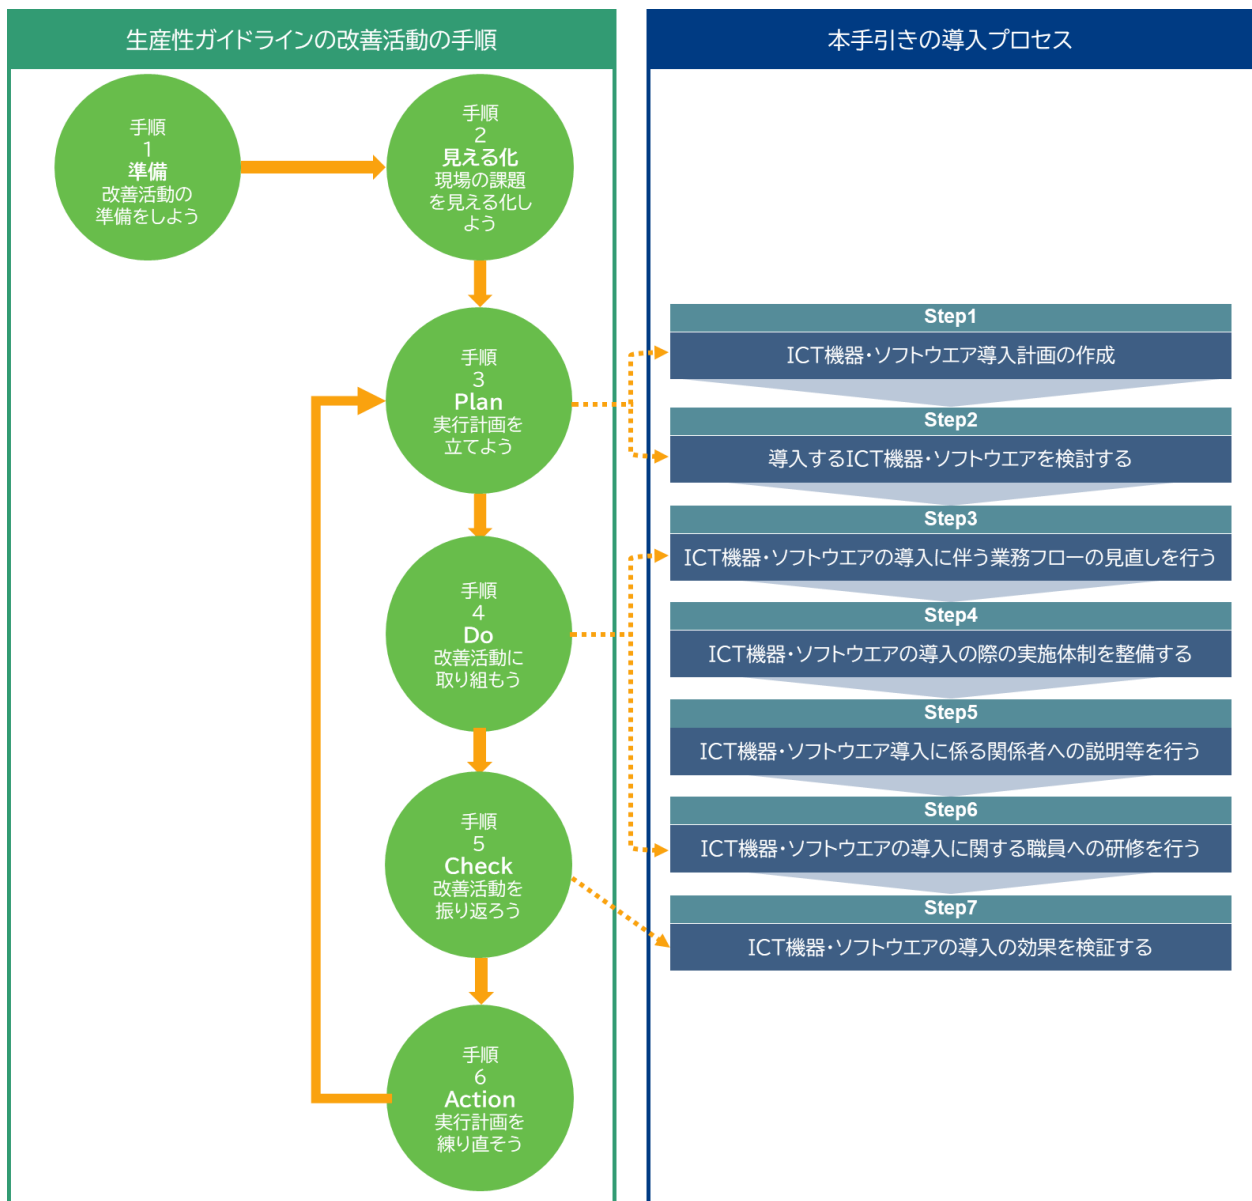 生産性ガイドラインの改善活動の手順
手順
1
準備
改善活動の
準備をしよう
手順
2
見える化
現場の課題
を見える化し
よう
手順
3
Plan
実行計画を
立てよう
手順
4
Do
改善活動に
取り組もう
手順
5
Check
改善活動を
振り返ろう
手順
6
Action
実行計画を
練り直そう
本手引きの導入プロセス
Step1
ICT機器・ソフトウエア導入計画の作成
Step2
導入するICT機器・ソフトウエアを検討する
Step3
ICT機器・ソフトウエアの導入に伴う業務フローの見直しを行う
Step4
ICT機器・ソフトウエアの導入の際の実施体制を整備する
Step5
ICT機器・ソフトウエア導入に係る関係者への説明等を行う
Step6
ICT機器・ソフトウエアの導入に関する職員への研修を行う
Step7
ICT機器・ソフトウエアの導入の効果を検証する